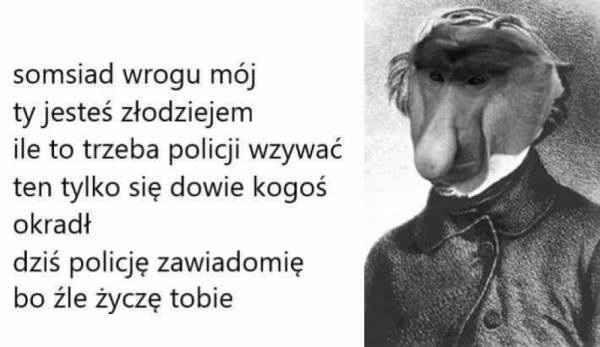 somsiad wrogu mój
ty jesteś złodziejem
ile to trzeba policji wzywać
ten tylko się dowie kogoś
okradł
dziś policję zawiadomię
bo źle życzę tobie